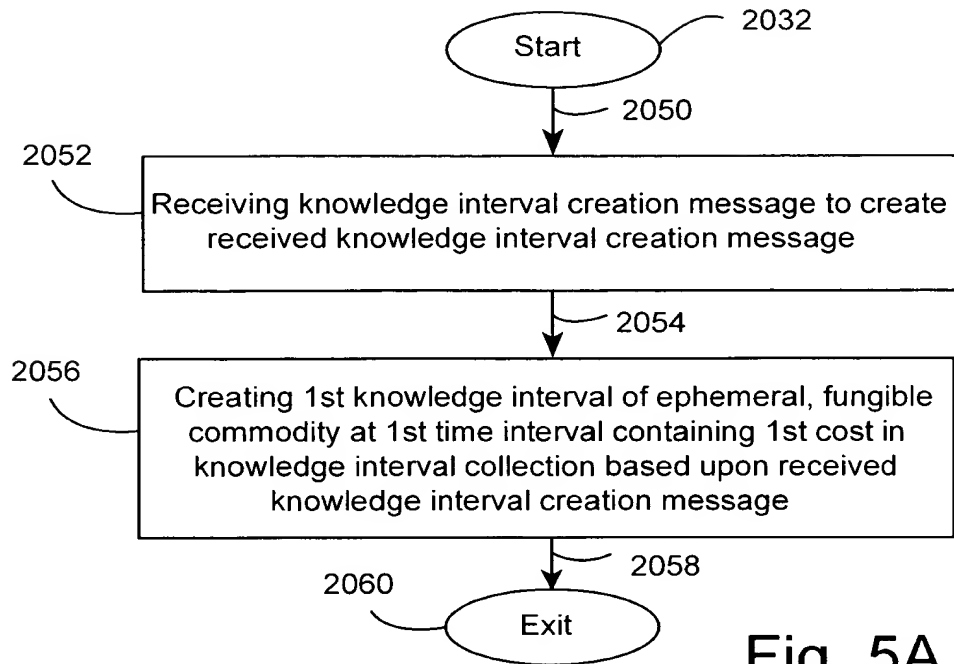 Start
2032
2050
2052
Receiving knowledge interval creation message to create
received knowledge interval creation message
2054
2056
Creating 1st knowledge interval of ephemeral, fungible
commodity at 1st time interval containing 1st cost in
knowledge interval collection based upon received
knowledge interval creation message
2058
2060
Exit
Fig. 5A